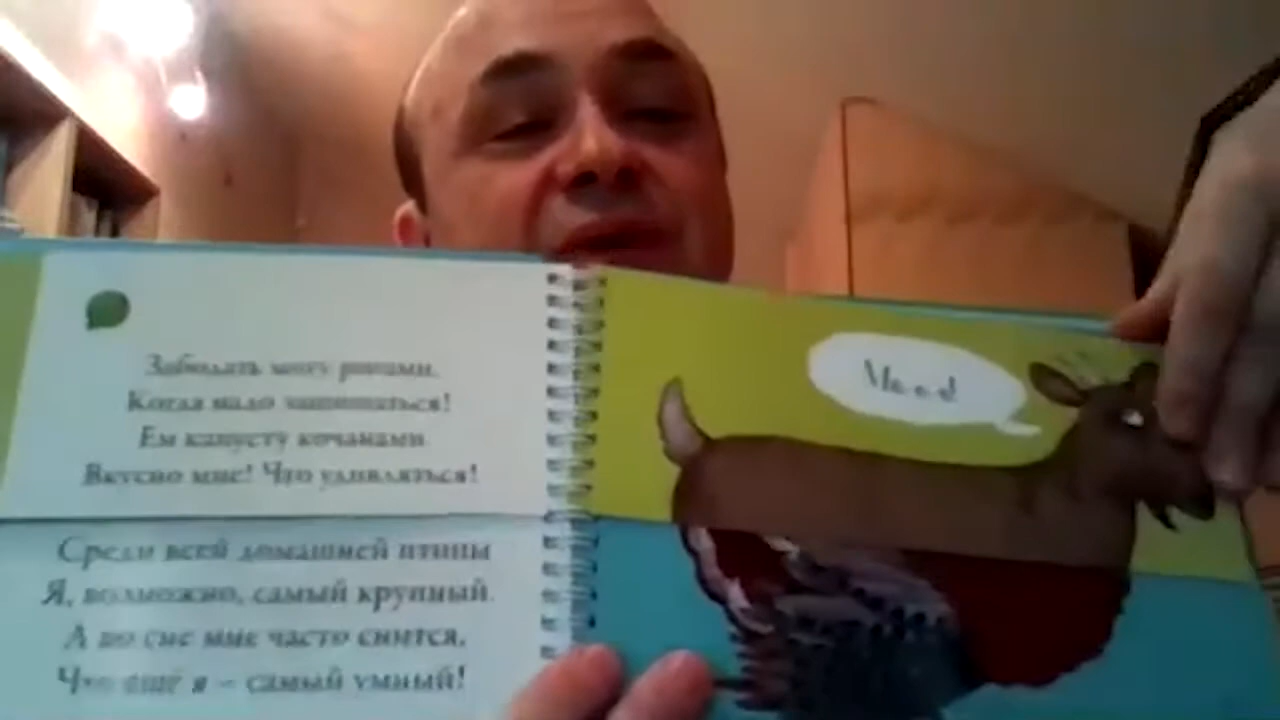 Забодать могу рогами,
Когда надо защищаться!
Ем капусту кочанами
Вкусно мне! Что удивляться!
Среди всей домашней птицы
Я, возможно, самый крупный.
А во сне мне часто снится,
Что ещё я – самый умный!
Ме-е-е!